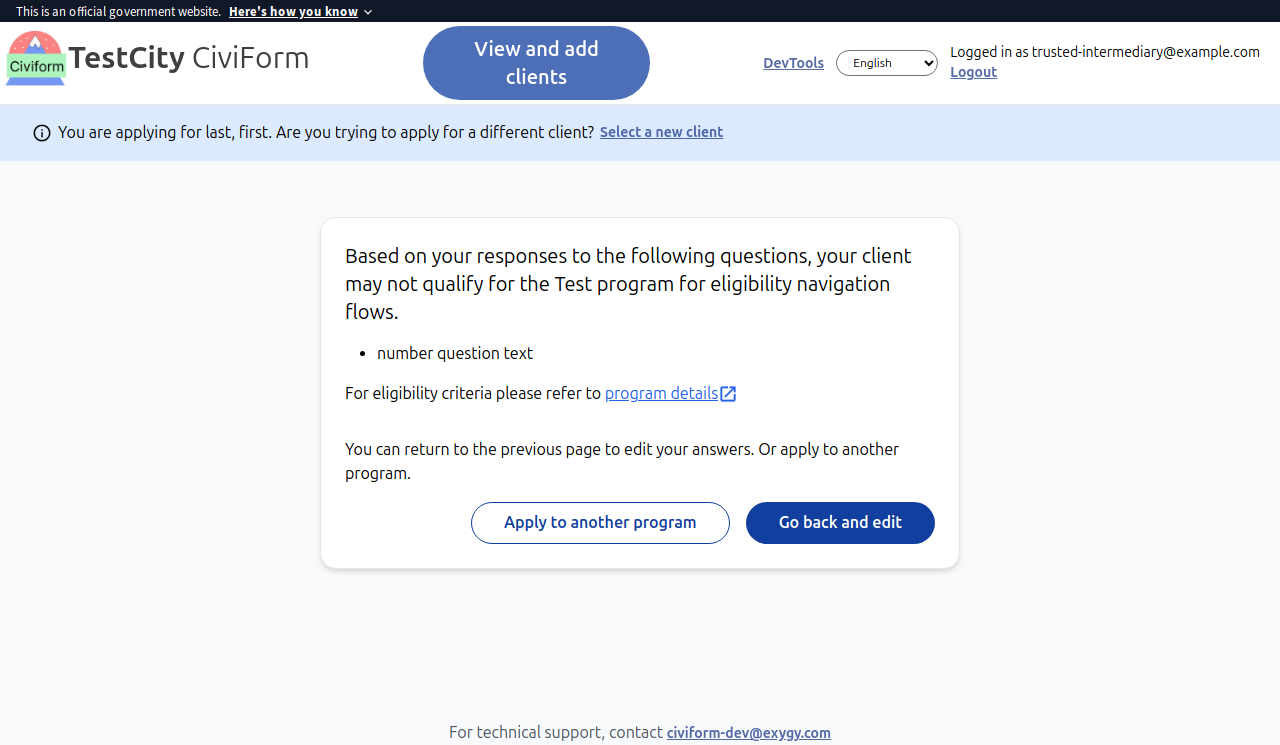 This is an official government website. Here's how you know
Civiform
TestCity CiviForm
View and add
clients
DevTools
English
Logged in as trusted-intermediary@example.com
Logout
You are applying for last, first. Are you trying to apply for a different client? Select a new client
Based on your responses to the following questions, your client
may not qualify for the Test program for eligibility navigation
flows.
• number question text
For eligibility criteria please refer to program details
You can return to the previous page to edit your answers. Or apply to another
program.
Apply to another program
Go back and edit
For technical support, contact civiform-dev@exygy.com